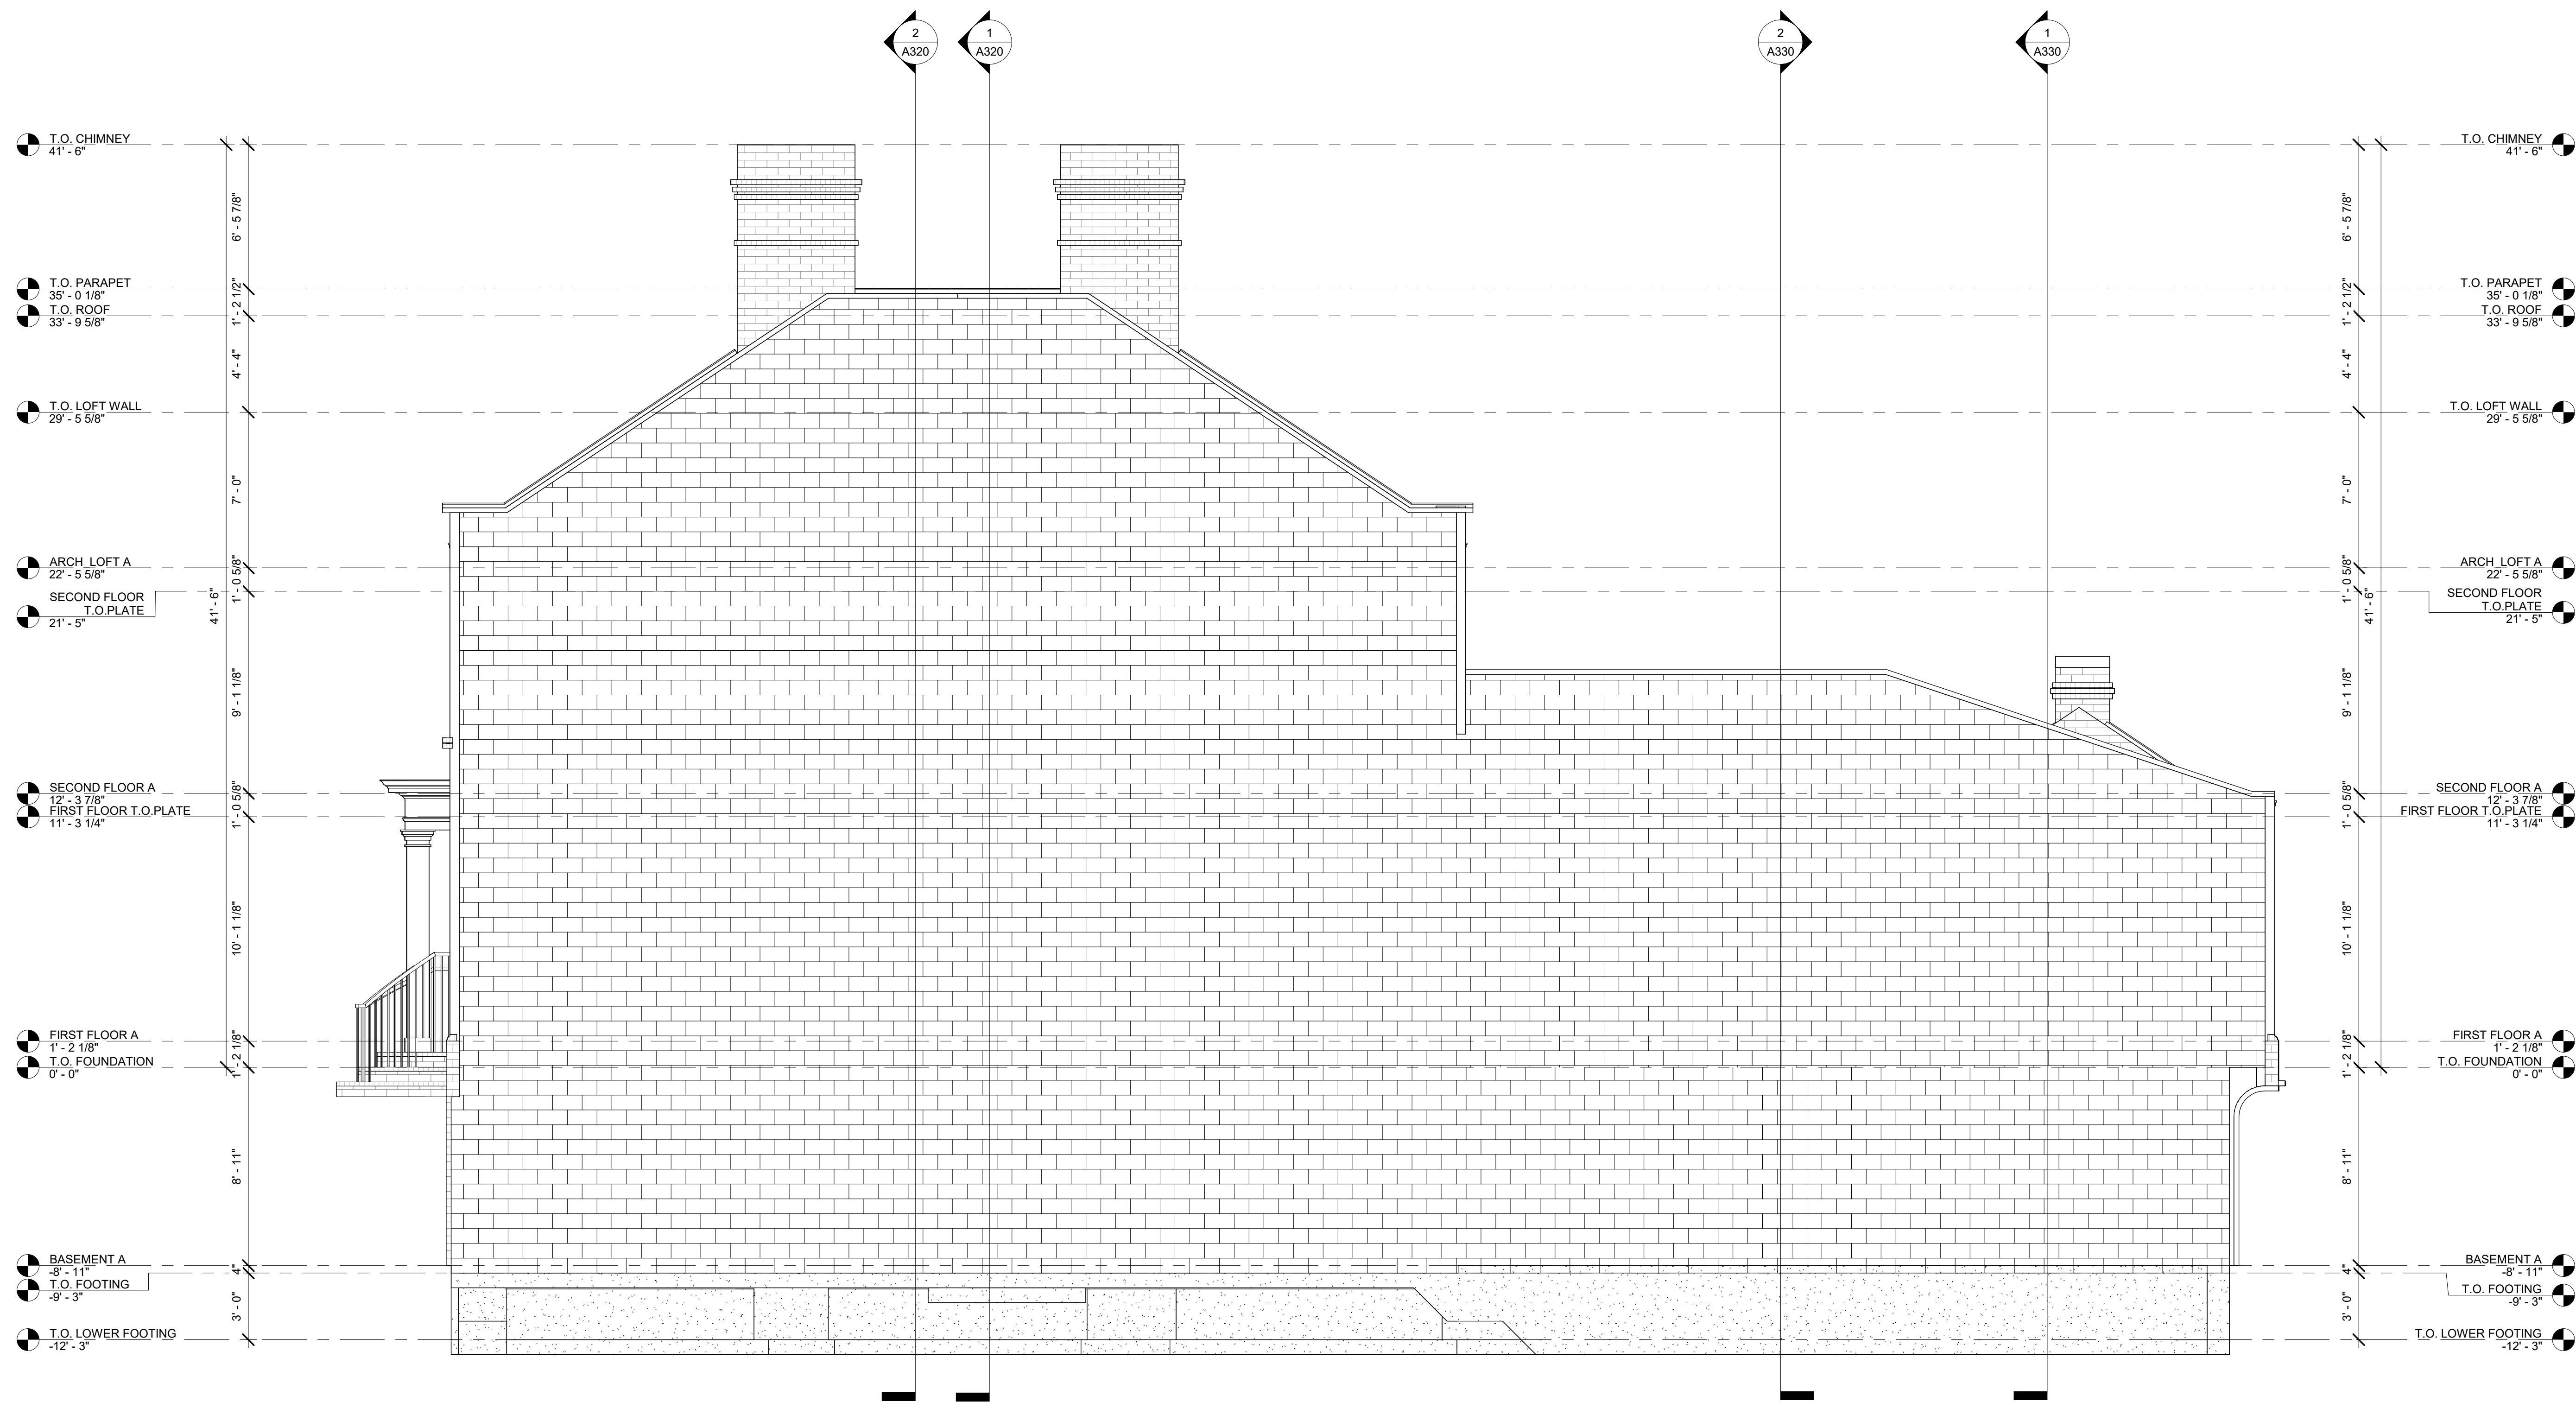 2
A320
1
A320
2
A330
1
A330
T.O. CHIMNEY
41' - 6"
T.O. PARAPET
35' - 0 1/8"
T.O. ROOF
33' - 9 5/8"
T.O. LOFT WALL
29' - 5 5/8"
ARCH LOFT A
22' - 5 5/8"
SECOND FLOOR
T.O.PLATE
21' - 5"
SECOND FLOOR A
12' - 3 7/8"
FIRST FLOOR T.O.PLATE
11' - 3 1/4"
FIRST FLOOR A
1' - 2 1/8"
T.O. FOUNDATION
0' - 0"
BASEMENT A
-8' - 11"
T.O. FOOTING
-9' - 3"
T.O. LOWER FOOTING
-12' - 3"
41' - 6"
6' - 5 7/8"
1' - 2 1/2"
4' - 4"
7' - 0"
1' - 0 5/8"
9' - 1 1/8"
1' - 0 5/8"
10' - 1 1/8"
1' - 2 1/8"
8' - 11"
4"
3' - 0"
6' - 5 7/8"
1' - 2 1/2"
4' - 4"
7' - 0"
1' - 0 5/8"
9' - 1 1/8"
1' - 0 5/8"
10' - 1 1/8"
1' - 2 1/8"
8' - 11"
4"
3' - 0"
41' - 6"
T.O. CHIMNEY
41' - 6"
T.O. PARAPET
35' - 0 1/8"
T.O. ROOF
33' - 9 5/8"
T.O. LOFT WALL
29' - 5 5/8"
ARCH LOFT A
22' - 5 5/8"
SECOND FLOOR
T.O.PLATE
21' - 5"
SECOND FLOOR A
12' - 3 7/8"
FIRST FLOOR T.O.PLATE
11' - 3 1/4"
FIRST FLOOR A
1' - 2 1/8"
T.O. FOUNDATION
0' - 0"
BASEMENT A
-8' - 11"
T.O. FOOTING
-9' - 3"
T.O. LOWER FOOTING
-12' - 3"